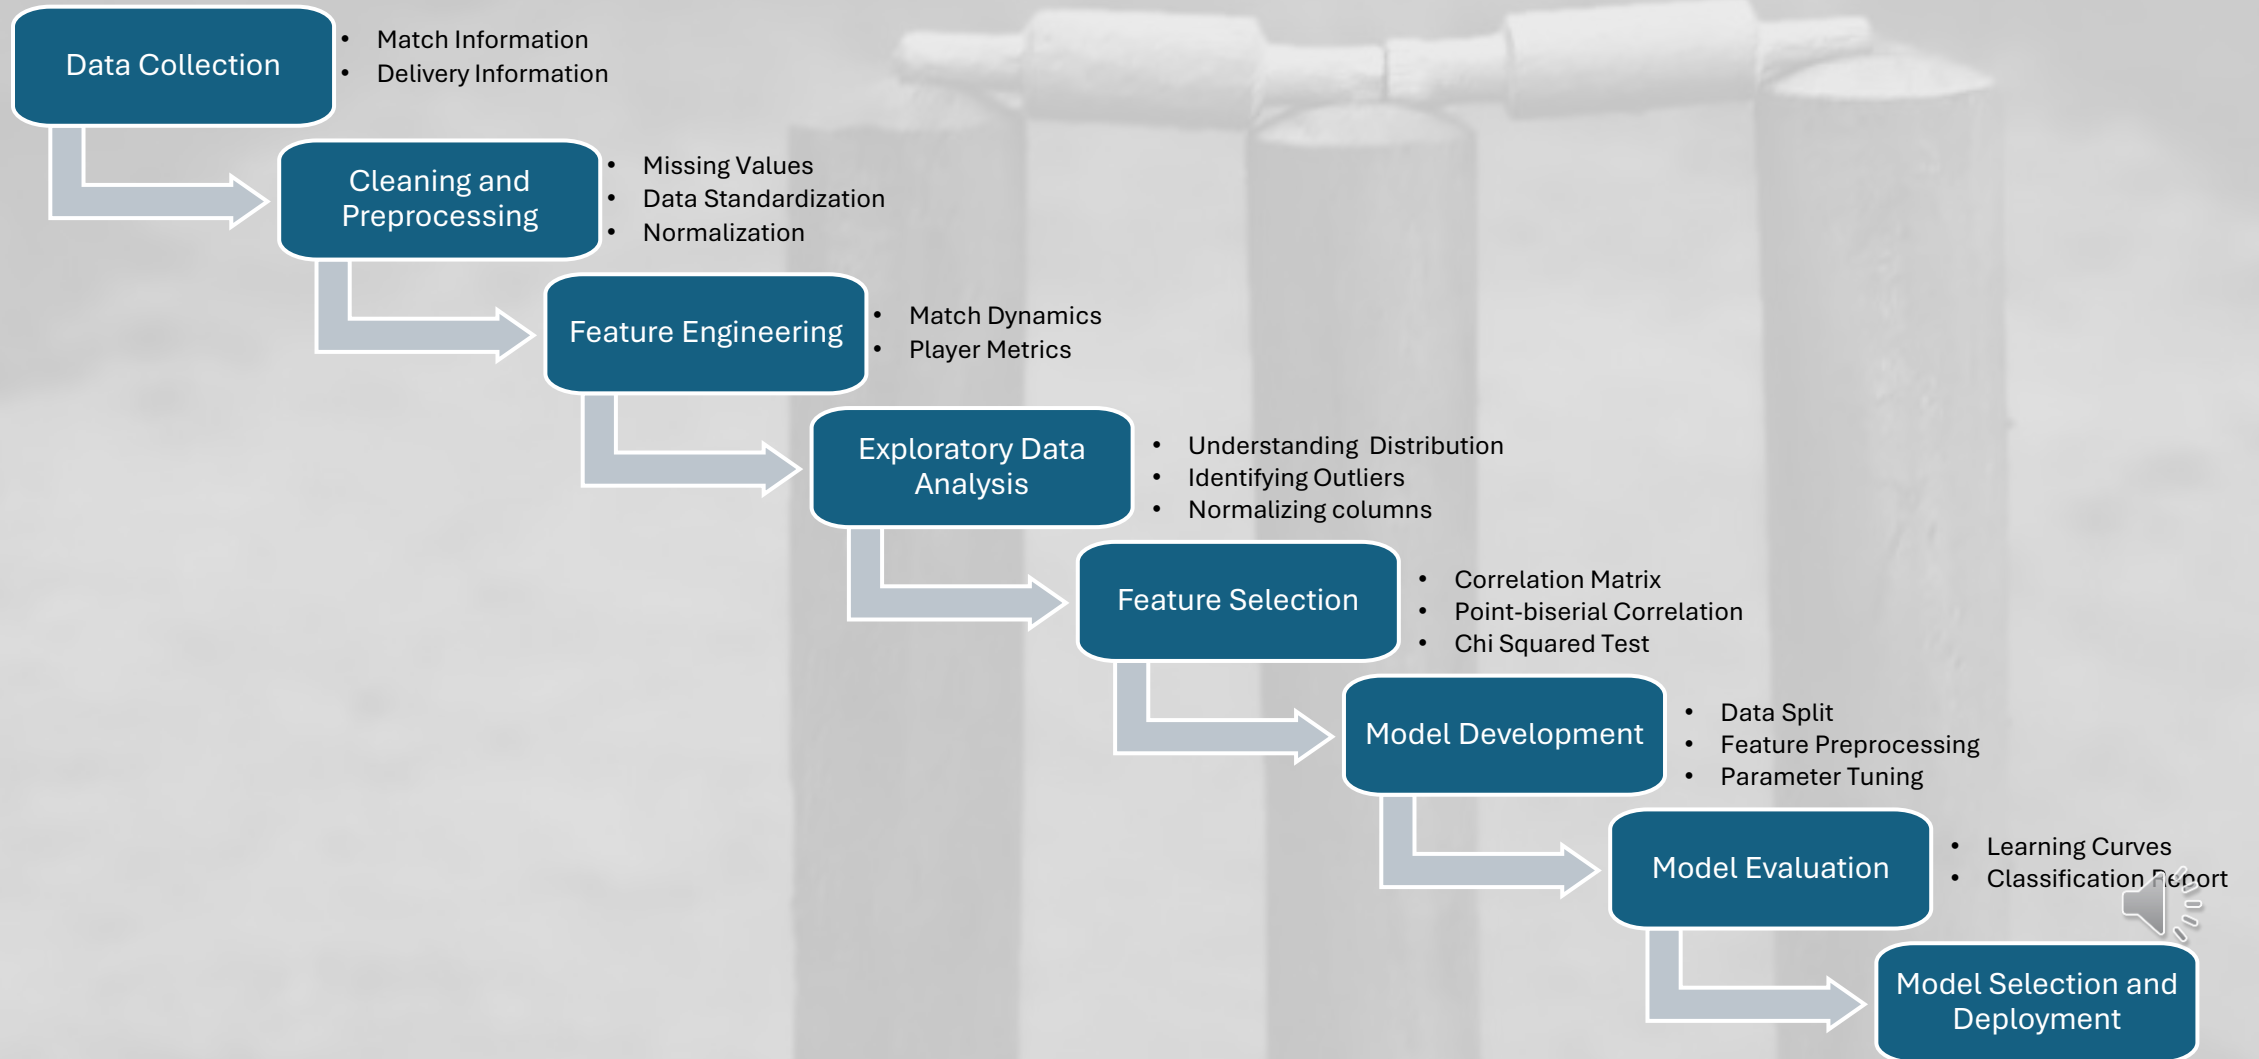 Data Collection
• Match Information
• Delivery Information
Cleaning and
Preprocessing
• Missing Values
• Data Standardization
• Normalization
Feature Engineering
• Match Dynamics
• Player Metrics
Exploratory Data
Analysis
• Understanding  Distribution
• Identifying Outliers
• Normalizing columns
Feature Selection
• Correlation Matrix
• Point-biserial Correlation
• Chi Squared Test
Model Development
• Data Split
• Feature Preprocessing
• Parameter Tuning
Model Evaluation
• Learning Curves
• Classification Report
Model Selection and
Deployment